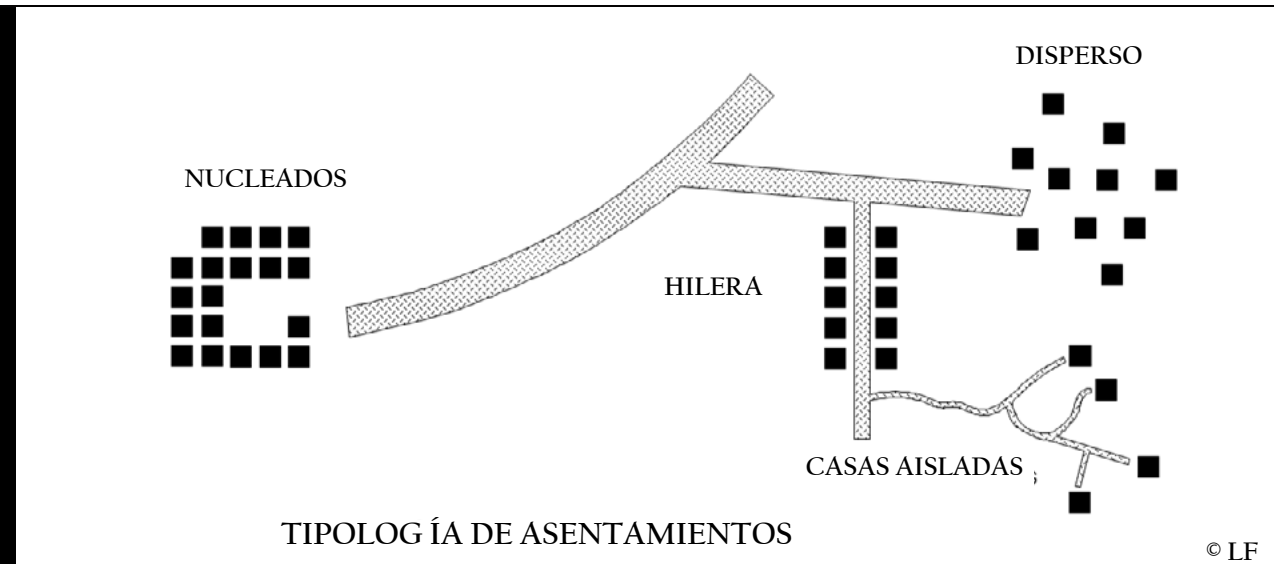 DISPERSO
NUCLEADOS
HILERA
CASAS AISLADAS
TIPOLOG ÍA DE ASENTAMIENTOS
© LF